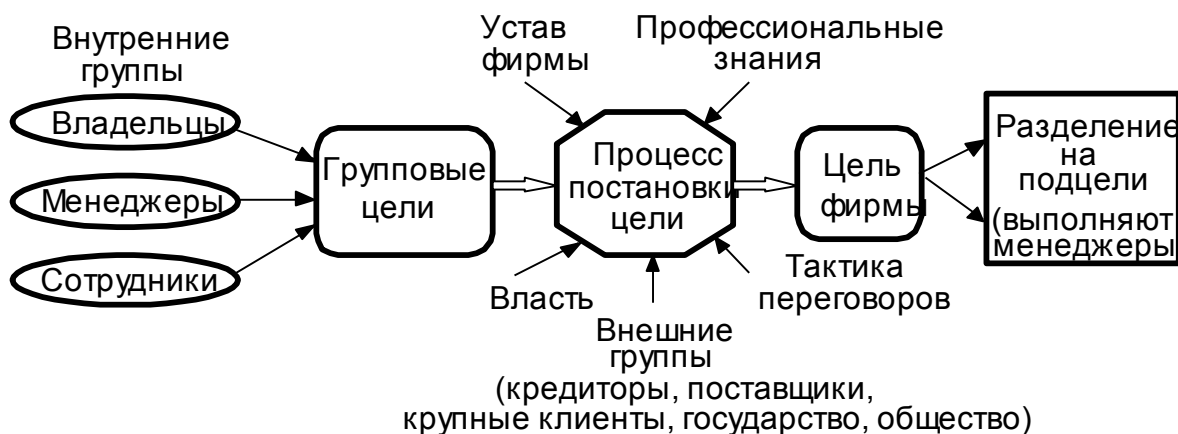 Внутренние
группы
Владельцы
Менеджеры
Сотрудники
Групповые
цели
Устав
фирмы
Профессиональные
знания
Процесс
постановки
цели
Власть
Внешние
группы
(кредиторы, поставщики,
крупные клиенты, государство, общество)
Тактика
переговоров
Цель
фирмы
Разделение
на
подцели
(выполняют
менеджеры